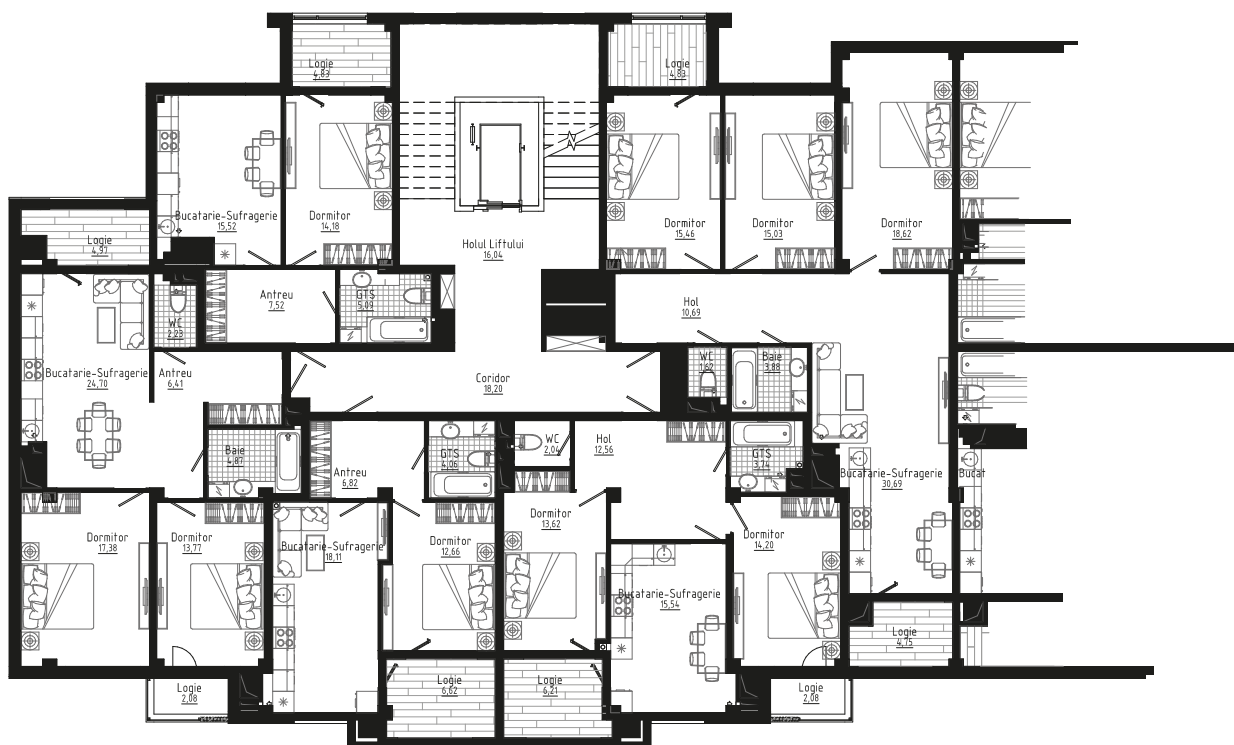 Logie
4,83
Logie
4,83
Bucatarie-Sufragerie
15,52
Dormitor
14,18
Dormitor
15,46
Dormitor
15,03
Dormitor
18,62
Logie
4,97
Holul Liftului
16,04
Antreu
7,52
GTS
5,09
Hol
10,69
WC
2,23
Bucatarie-Sufragerie
24,70
Antreu
6,41
Coridor
18,20
WC
1,62
Baie
3,88
Baie
4,87
Antreu
6,82
GTS
4,06
WC
2,04
Hol
12,56
GTS
3,74
Bucatarie-Sufragerie
30,69
Bucat
Dormitor
17,38
Dormitor
13,77
Bucatarie-Sufragerie
18,11
Dormitor
12,66
Dormitor
13,62
Dormitor
14,20
Bucatarie-Sufragerie
15,54
Logie
4,75
Logie
2,08
Logie
6,62
Logie
6,21
Logie
2,08